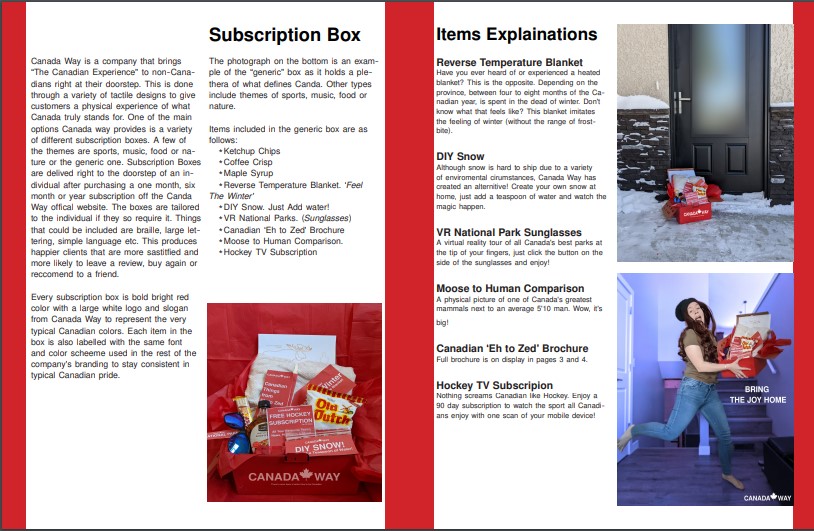 Subscription Box
Canada Way is a company that brings
"The Canadian Experience" to non-Cana-
dians right at their doorstep. This is done
through a variety of tactile designs to give
customers a physical experience of what
Canada truly stands for. One of the main
options Canada way provides is a variety
of different subscription boxes. A few of
the themes are sports, music, food or na-
ture or the generic one. Subscription Boxes
are delived right to the doorstep of an in-
dividual after purchasing a one month, six
month or year subscription off the Canda
Way offical website. The boxes are tailored
to the individual if they so require it. Things
that could be included are braille, large let-
tering, simple language etc. This produces
happier clients that are more sastitfied and
more likely to leave a review, buy again or
reccomend to a friend.
Every subscription box is bold bright red
color with a large white logo and slogan
from Canada Way to represent the very
typical Canadian colors. Each item in the
box is also labelled with the same font
and color scheeme used in the rest of the
company's branding to stay consistent in
typical Canadian pride.
The photograph on the bottom is an exam-
ple of the "generic" box as it holds a ple-
thera of what defines Canda. Other types
include themes of sports, music, food or
nature.
Items included in the generic box are as
follows:
Ketchup Chips
Coffee Crisp
Maple Syrup
Reverse Temperature Blanket. 'Feel
The Winter'
DIY Snow. Just Add water!
VR National Parks. (Sunglasses)
Canadian 'Eh to Zed' Brochure
Moose to Human Comparison.
Hockey TV Subscription
Canadian
Things
from
Zed
Winter
Old
Dutch
FREE HOCKEY
SUBSCRIPTION
DIY SNOW!
CANADA WAY
Items Explainations
Reverse Temperature Blanket
Have you ever heard of or experienced a heated
blanket? This is the opposite. Depending on the
province, between four to eight months of the Ca-
nadian year, is spent in the dead of winter. Don't
know what that feels like? This blanket imitates
the feeling of winter (without the range of frost-
bite).
DIY Snow
Although snow is hard to ship due to a variety
of enviromental cirumstances, Canada Way has
created an alternitive! Create your own snow at
home, just add a teaspoon of water and watch the
magic happen.
VR National Park Sunglasses
A virtual reality tour of all Canada's best parks at
the tip of your fingers, just click the button on the
side of the sunglasses and enjoy!
Moose to Human Comparison
A physical picture of one of Canada's greatest
mammals next to an average 5'10 man. Wow, it's
big!
Canadian 'Eh to Zed' Brochure
Full brochure is on display in pages 3 and 4.
Hockey TV Subscripion
Nothing screams Canadian like Hockey. Enjoy a
90 day subscription to watch the sport all Canadi-
ans enjoy with one scan of your mobile device!
CANADA WAY
BRING
THE JOY HOME
CANADA WAY